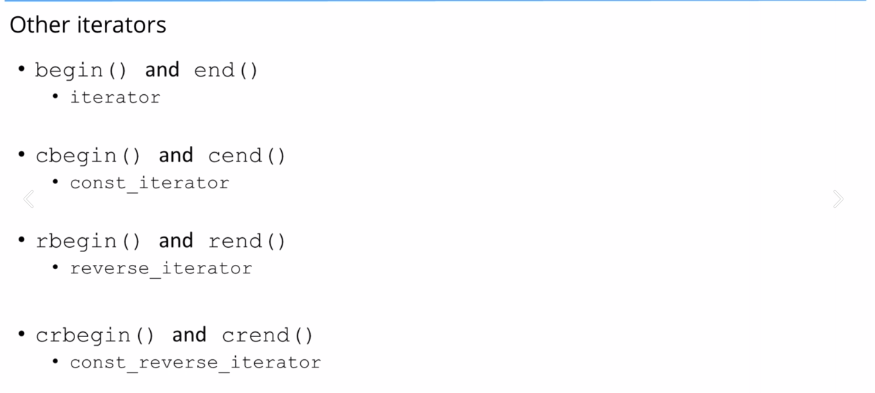 Other iterators
• begin() and end()
• iterator
• cbegin() and cend()
• const_iterator
• rbegin() and rend()
• reverse_iterator
• crbegin() and crend()
• const_reverse_iterator